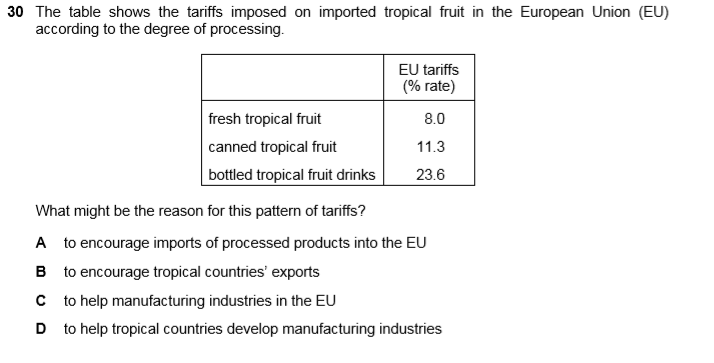 30 The table shows the tariffs imposed on imported tropical fruit in the European Union (EU)
according to the degree of processing.
EU tariffs
(% rate)
fresh tropical fruit 8.0
canned tropical fruit 11.3
bottled tropical fruit drinks 23.6
What might be the reason for this pattern of tariffs?
A to encourage imports of processed products into the EU
B to encourage tropical countries' exports
C to help manufacturing industries in the EU
D to help tropical countries develop manufacturing industries